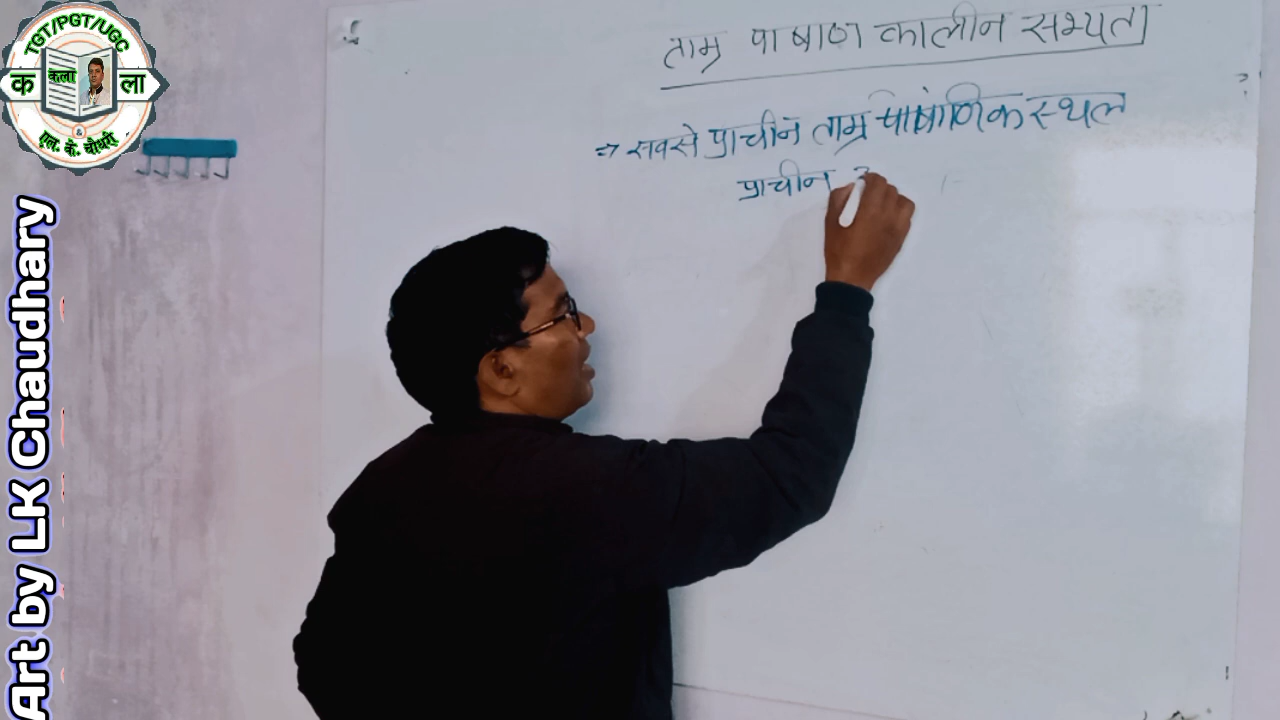 TGT/PGT/UGC
क कला ला
&
एल. के. चौधरी
Art by LK Chaudhary
ताम्र पाषाण कालीन सभ्यता
⇒ सबसे प्राचीन ताम्र पाषाणिक स्थल
प्राचीन